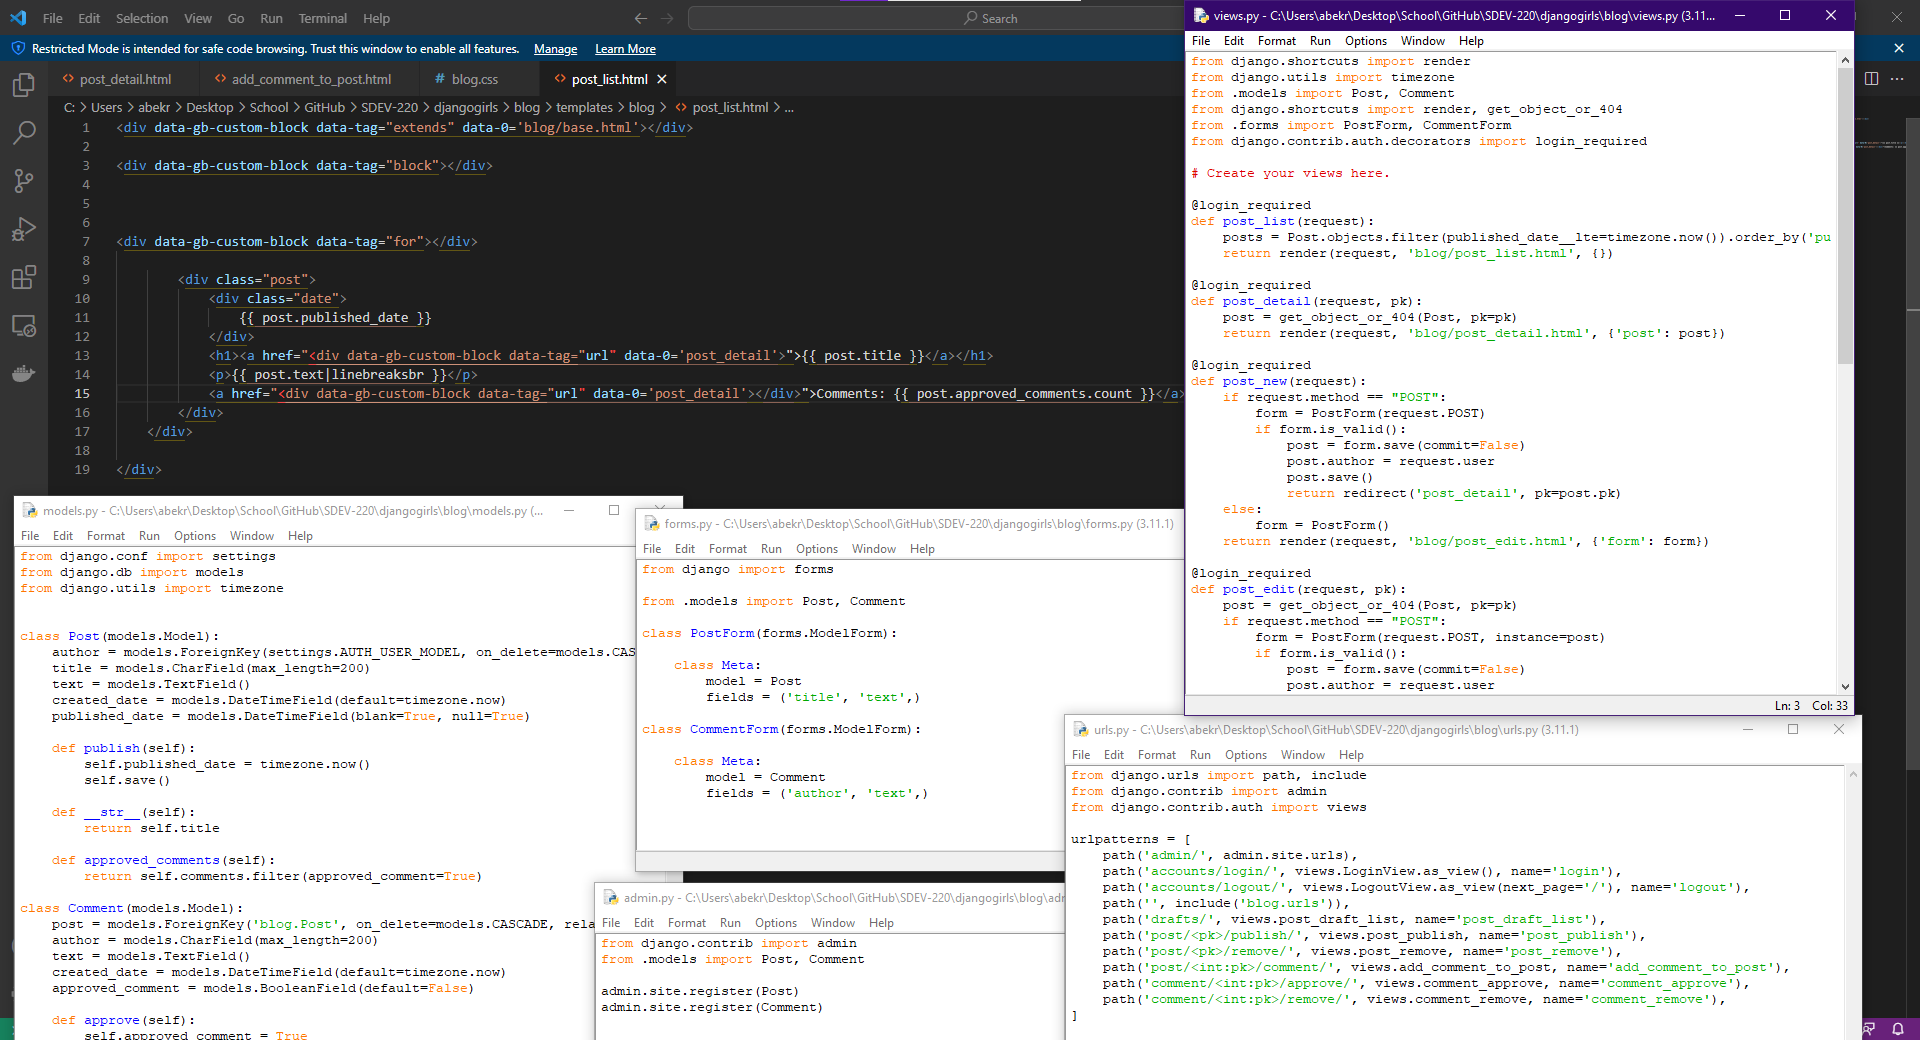 File Edit Selection View Go Run Terminal Help
Search
Restricted Mode is intended for safe code browsing. Trust this window to enable all features. Manage Learn More
post_detail.html add_comment_to_post.html # blog.css post_list.html
C: > Users > abekr > Desktop > School > GitHub > SDEV-220 > djangogirls > blog > templates > blog > post_list.html > ...
1 <div data-gb-custom-block data-tag="extends" data-0='blog/base.html'></div>
2
3 <div data-gb-custom-block data-tag="block"></div>
4
5
6
7 <div data-gb-custom-block data-tag="for"></div>
8
9 <div class="post">
10 <div class="date">
11 {{ post.published_date }}
12 </div>
13 <h1><a href="<div data-gb-custom-block data-tag="url" data-0='post_detail'>">{{ post.title }}</a></h1>
14 <p>{{ post.text|linebreaksbr }}</p>
15 <a href="<div data-gb-custom-block data-tag="url" data-0='post_detail'></div>">Comments: {{ post.approved_comments.count }}</a>
16 </div>
17 </div>
18
19 </div>
views.py - C:\Users\abekr\Desktop\School\GitHub\SDEV-220\djangogirls\blog\views.py (3.11...
File Edit Format Run Options Window Help
from django.shortcuts import render
from django.utils import timezone
from .models import Post, Comment
from django.shortcuts import render, get_object_or_404
from .forms import PostForm, CommentForm
from django.contrib.auth.decorators import login_required
# Create your views here.
@login_required
def post_list(request):
posts = Post.objects.filter(published_date__lte=timezone.now()).order_by('pu
return render(request, 'blog/post_list.html', {})
@login_required
def post_detail(request, pk):
post = get_object_or_404(Post, pk=pk)
return render(request, 'blog/post_detail.html', {'post': post})
@login_required
def post_new(request):
if request.method == "POST":
form = PostForm(request.POST)
if form.is_valid():
post = form.save(commit=False)
post.author = request.user
post.save()
return redirect('post_detail', pk=post.pk)
else:
form = PostForm()
return render(request, 'blog/post_edit.html', {'form': form})
@login_required
def post_edit(request, pk):
post = get_object_or_404(Post, pk=pk)
if request.method == "POST":
form = PostForm(request.POST, instance=post)
if form.is_valid():
post = form.save(commit=False)
post.author = request.user
Ln: 3 Col: 33
models.py - C:\Users\abekr\Desktop\School\GitHub\SDEV-220\djangogirls\blog\models.py (...
File Edit Format Run Options Window Help
from django.conf import settings
from django.db import models
from django.utils import timezone
class Post(models.Model):
author = models.ForeignKey(settings.AUTH_USER_MODEL, on_delete=models.CAS
title = models.CharField(max_length=200)
text = models.TextField()
created_date = models.DateTimeField(default=timezone.now)
published_date = models.DateTimeField(blank=True, null=True)
def publish(self):
self.published_date = timezone.now()
self.save()
def __str__(self):
return self.title
def approved_comments(self):
return self.comments.filter(approved_comment=True)
class Comment(models.Model):
post = models.ForeignKey('blog.Post', on_delete=models.CASCADE, rela
author = models.CharField(max_length=200)
text = models.TextField()
created_date = models.DateTimeField(default=timezone.now)
approved_comment = models.BooleanField(default=False)
def approve(self):
self.approved_comment = True
forms.py - C:\Users\abekr\Desktop\School\GitHub\SDEV-220\djangogirls\blog\forms.py (3.11.1)
File Edit Format Run Options Window Help
from django import forms
from .models import Post, Comment
class PostForm(forms.ModelForm):
class Meta:
model = Post
fields = ('title', 'text',)
class CommentForm(forms.ModelForm):
class Meta:
model = Comment
fields = ('author', 'text',)
admin.py - C:\Users\abekr\Desktop\School\GitHub\SDEV-220\djangogirls\blog\adm
File Edit Format Run Options Window Help
from django.contrib import admin
from .models import Post, Comment
admin.site.register(Post)
admin.site.register(Comment)
urls.py - C:\Users\abekr\Desktop\School\GitHub\SDEV-220\djangogirls\blog\urls.py (3.11.1)
File Edit Format Run Options Window Help
from django.urls import path, include
from django.contrib import admin
from django.contrib.auth import views
urlpatterns = [
path('admin/', admin.site.urls),
path('accounts/login/', views.LoginView.as_view(), name='login'),
path('accounts/logout/', views.LogoutView.as_view(next_page='/'), name='logout'),
path('', include('blog.urls')),
path('drafts/', views.post_draft_list, name='post_draft_list'),
path('post/<pk>/publish/', views.post_publish, name='post_publish'),
path('post/<pk>/remove/', views.post_remove, name='post_remove'),
path('post/<int:pk>/comment/', views.add_comment_to_post, name='add_comment_to_post'),
path('comment/<int:pk>/approve/', views.comment_approve, name='comment_approve'),
path('comment/<int:pk>/remove/', views.comment_remove, name='comment_remove'),
]